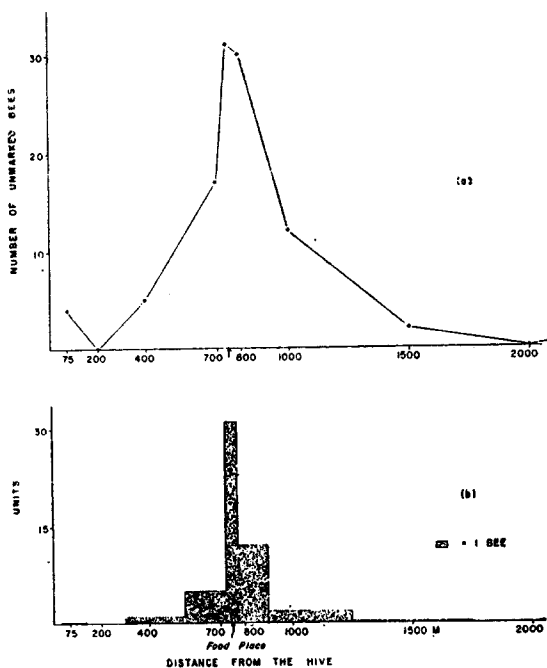 30
20
10
NUMBER OF UNMARKED BEES
(a)
75 200 400 700 800 1000 1500 2000
30
15
UNITS
(b)
= 1 BEE
75 200 400 700 800 1000 1500 M 2000
Food Place
DISTANCE FROM THE HIVE